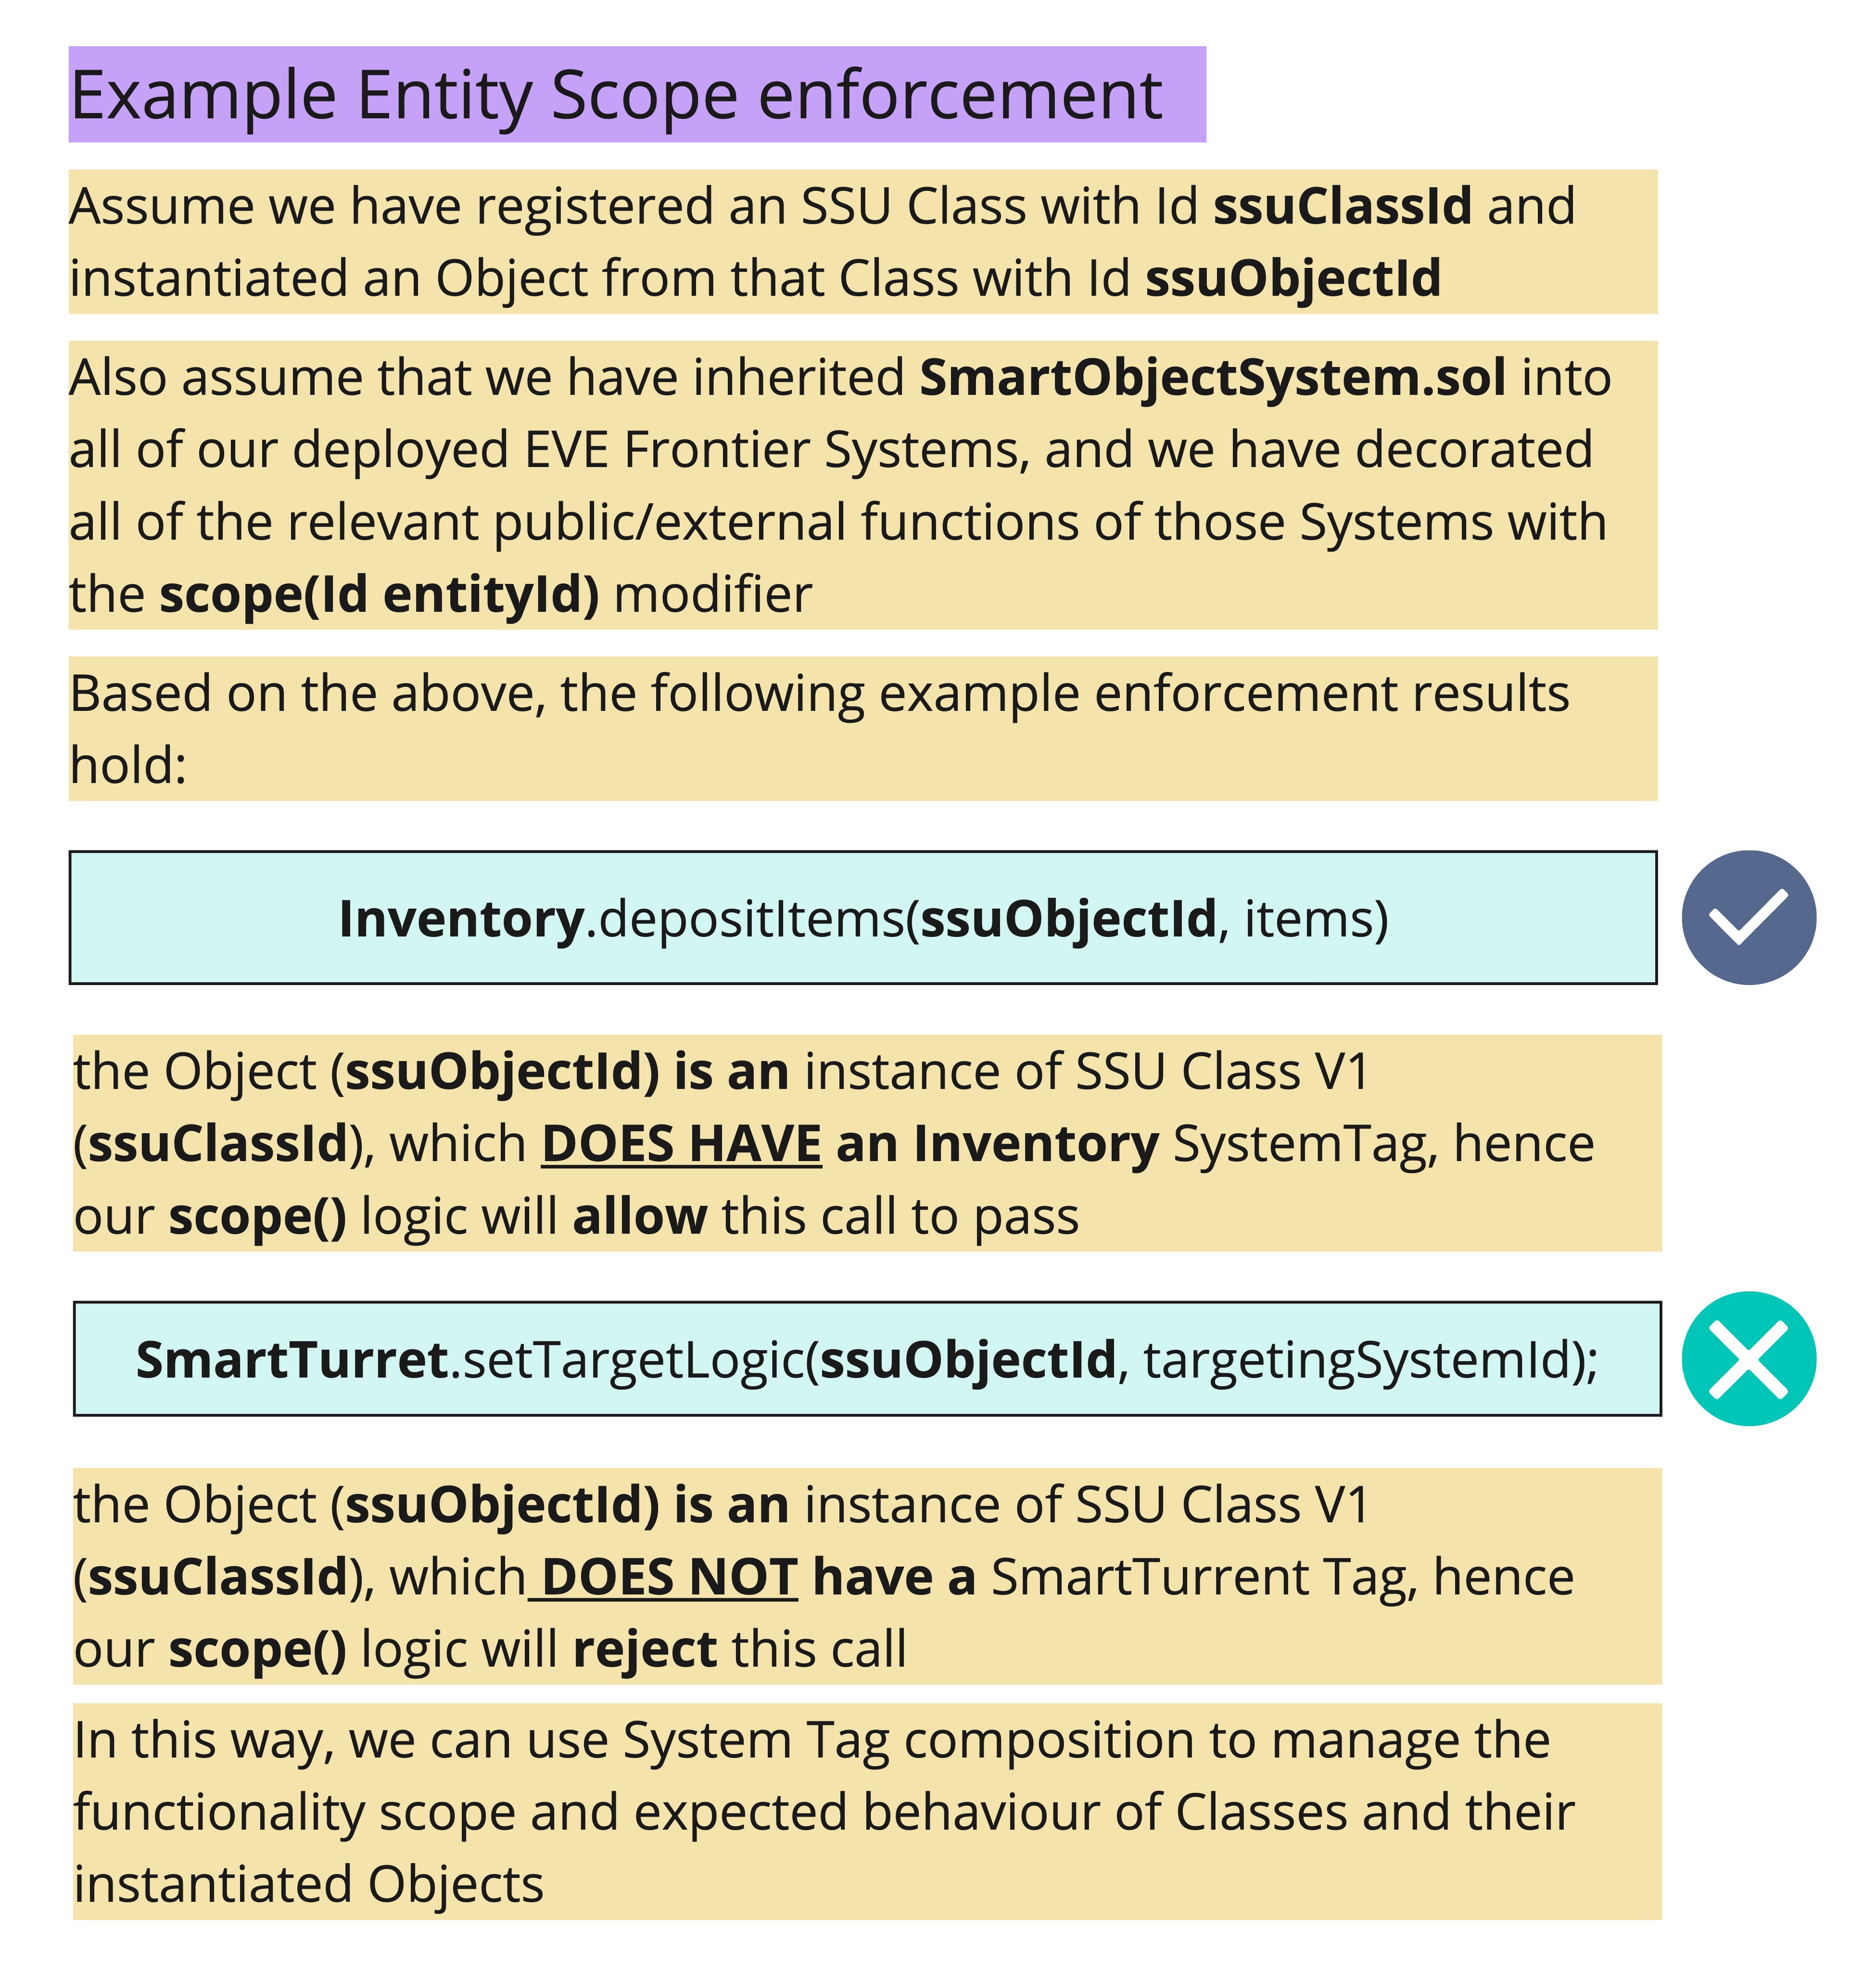 Example Entity Scope enforcement
Assume we have registered an SSU Class with Id ssuClassId and
instantiated an Object from that Class with Id ssuObjectId
Also assume that we have inherited SmartObjectSystem.sol into
all of our deployed EVE Frontier Systems, and we have decorated
all of the relevant public/external functions of those Systems with
the scope(Id entityId) modifier
Based on the above, the following example enforcement results
hold:
Inventory.depositItems(ssuObjectId, items)
the Object (ssuObjectId) is an instance of SSU Class V1
(ssuClassId), which DOES HAVE an Inventory SystemTag, hence
our scope() logic will allow this call to pass
SmartTurret.setTargetLogic(ssuObjectId, targetingSystemId);
the Object (ssuObjectId) is an instance of SSU Class V1
(ssuClassId), which DOES NOT have a SmartTurrent Tag, hence
our scope() logic will reject this call
In this way, we can use System Tag composition to manage the
functionality scope and expected behaviour of Classes and their
instantiated Objects